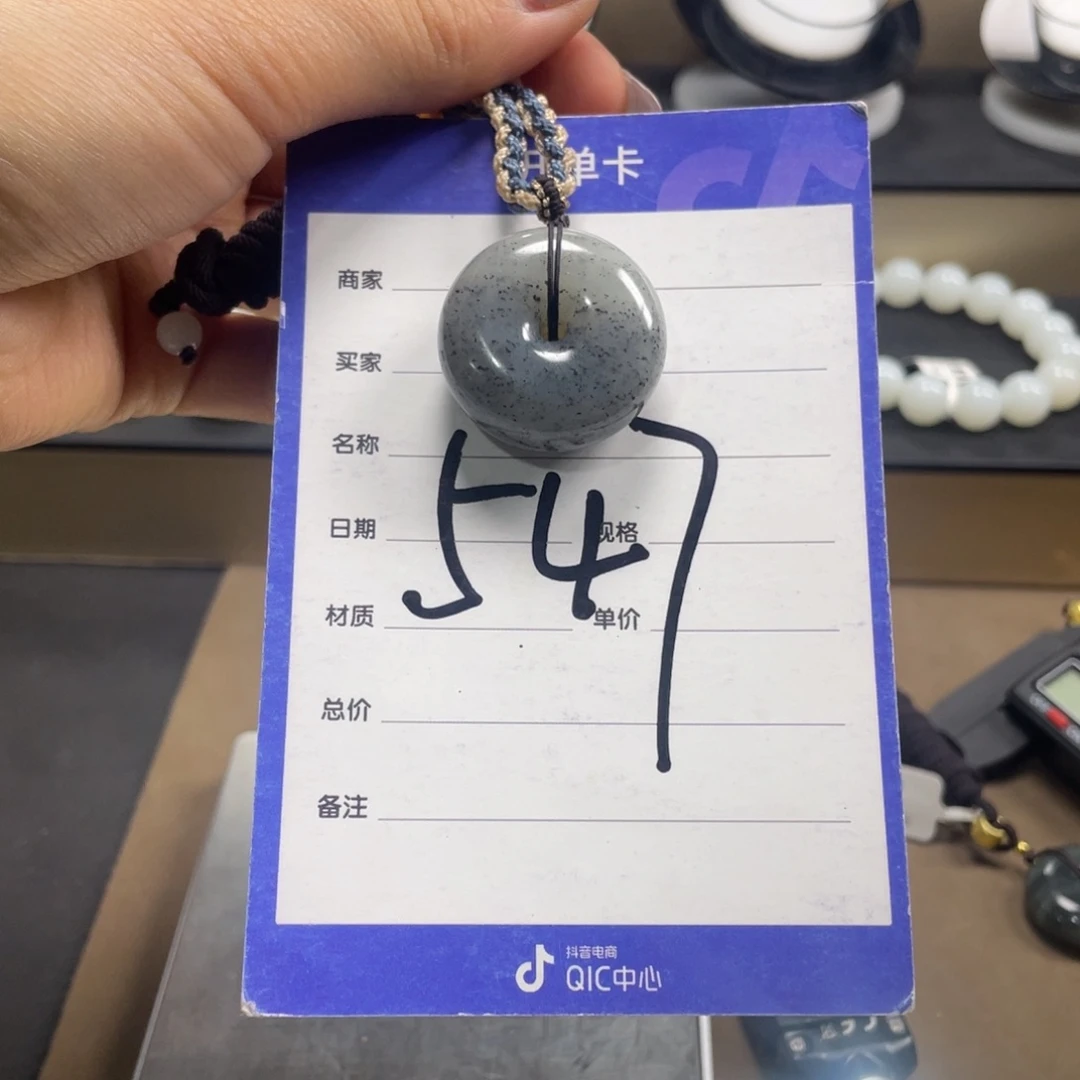 开单卡
商家
买家
名称
547
日期 规格
材质 单价
总价
备注
抖音电商
QIC中心